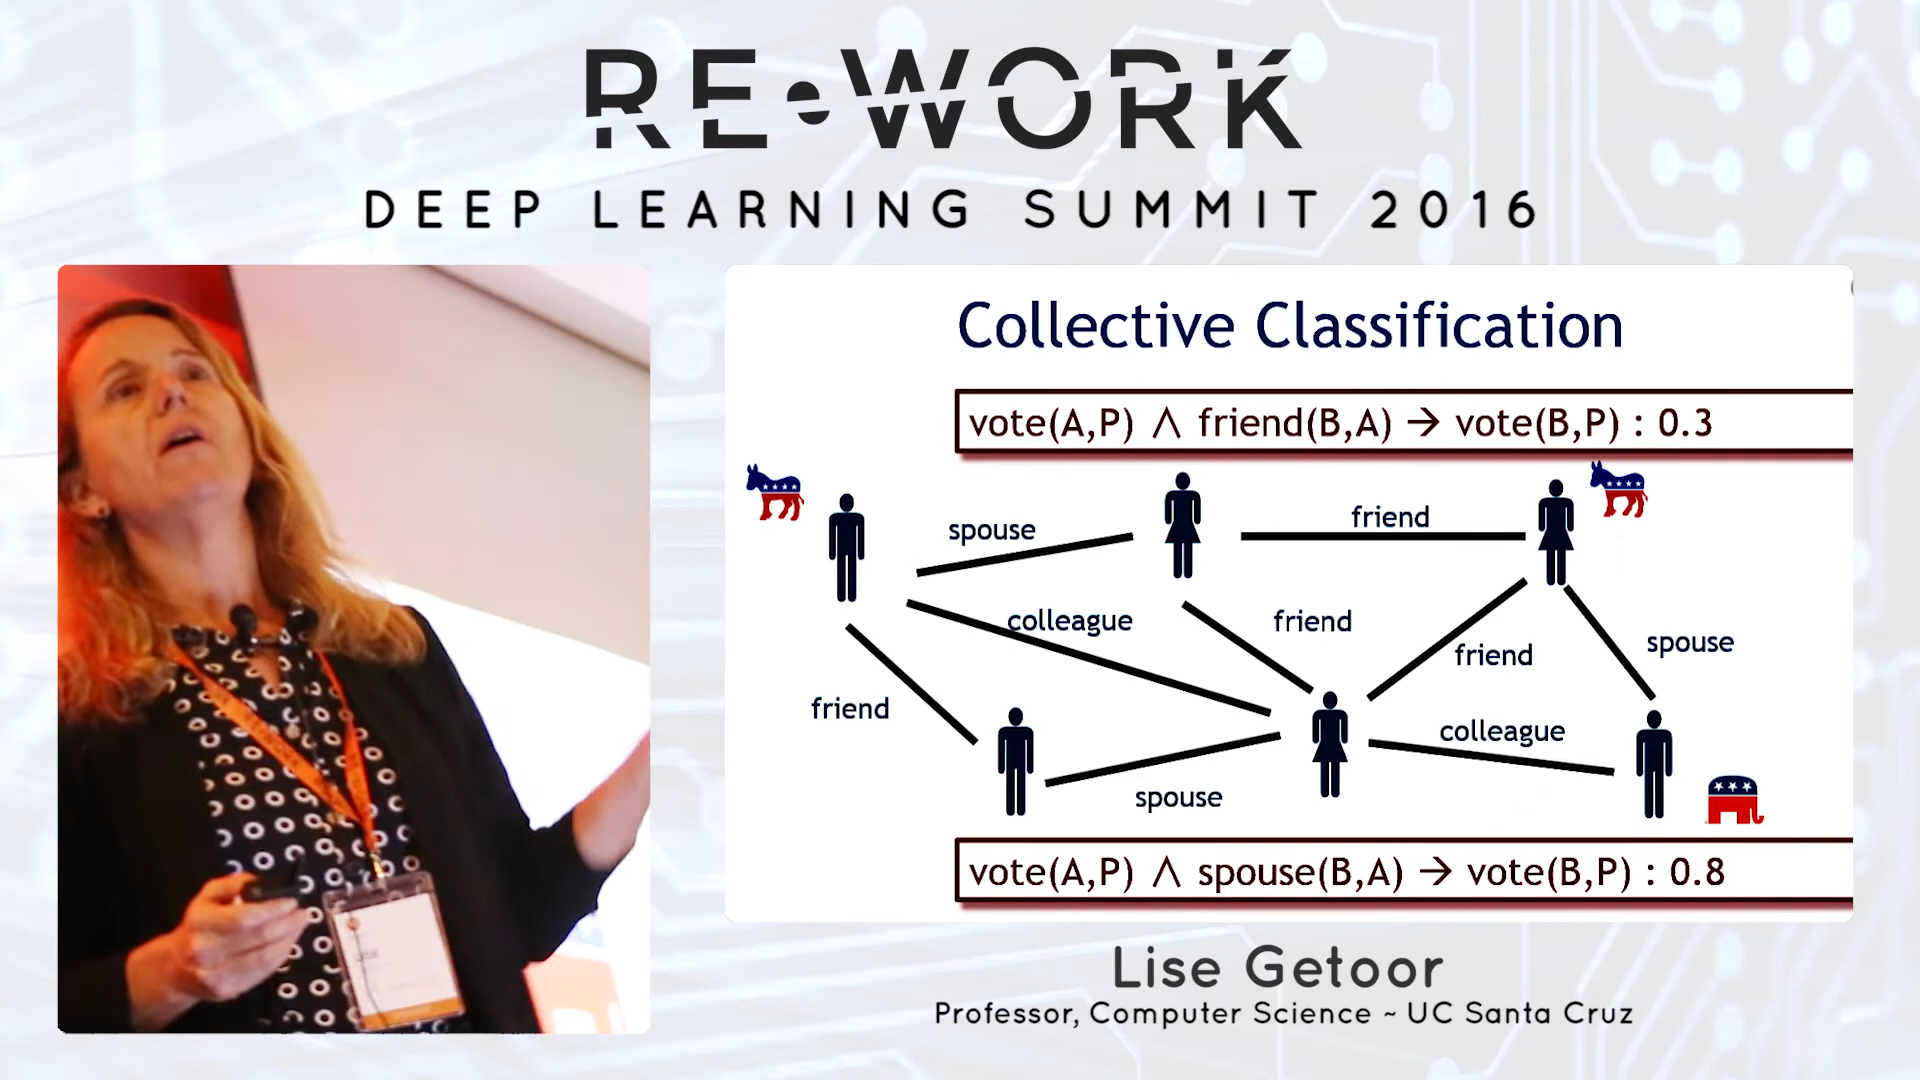 RE•WORK
DEEP LEARNING SUMMIT 2016
Collective Classification
vote(A,P) ∧ friend(B,A) → vote(B,P) : 0.3
spouse
friend
colleague
friend
friend
spouse
friend
colleague
spouse
vote(A,P) ∧ spouse(B,A) → vote(B,P) : 0.8
LISE
Lise Getoor
Professor, Computer Science ~ UC Santa Cruz